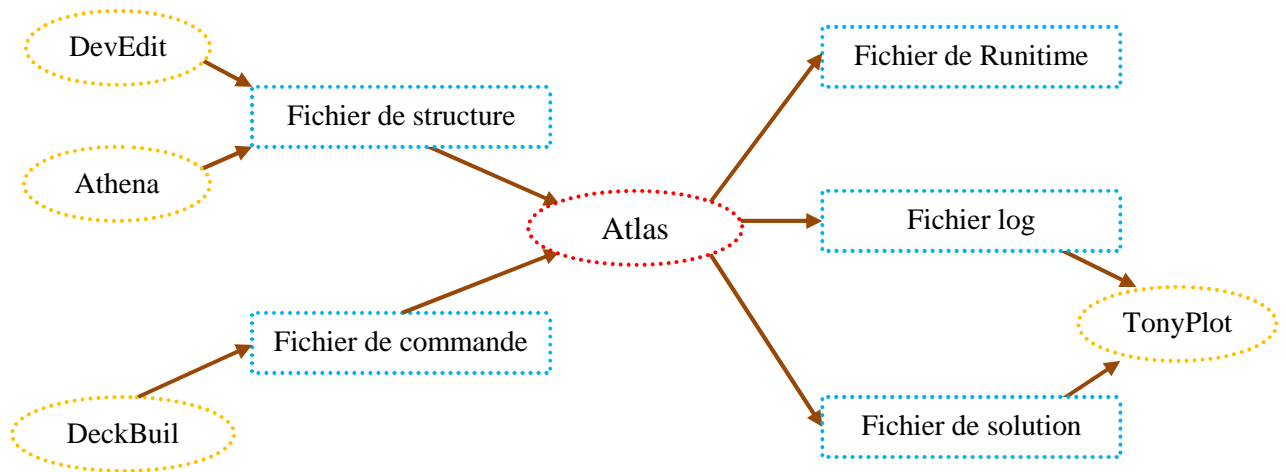 DevEdit
Fichier de Runitime
Fichier de structure
Athena
Atlas
Fichier log
TonyPlot
Fichier de commande
Fichier de solution
DeckBuil